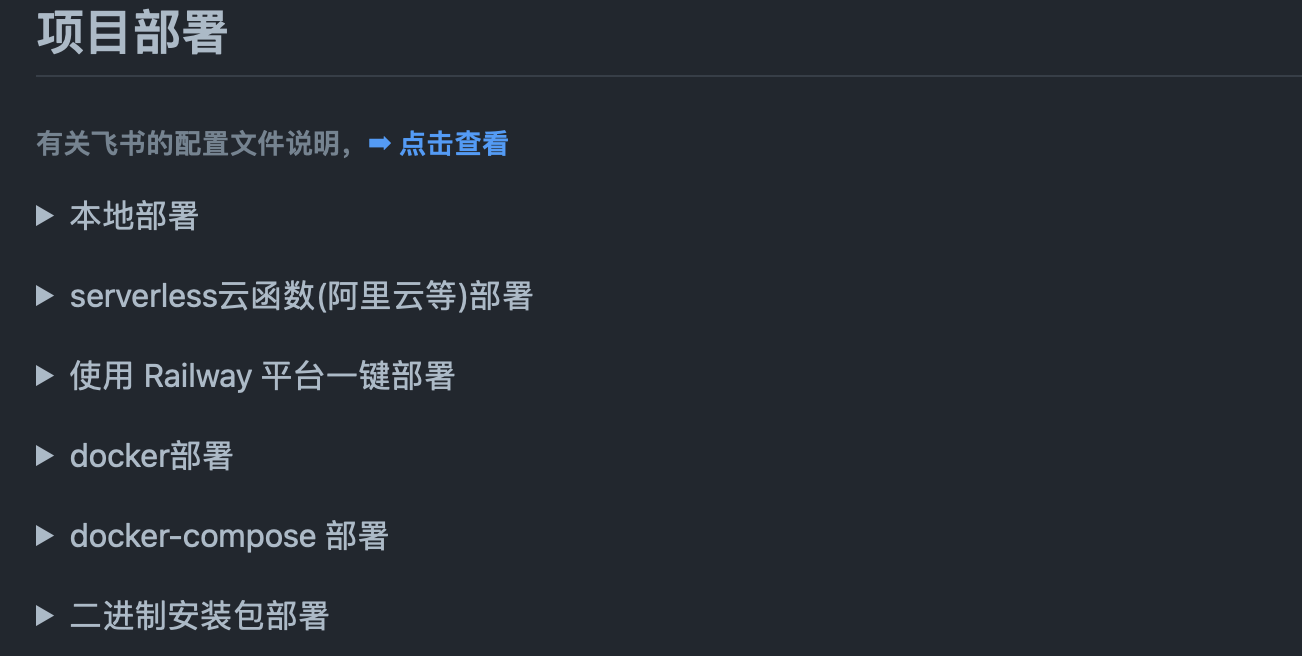 项目部署
有关飞书的配置文件说明，➡ 点击查看
▶ 本地部署
▶ serverless云函数(阿里云等)部署
▶ 使用 Railway 平台一键部署
▶ docker部署
▶ docker-compose 部署
▶ 二进制安装包部署